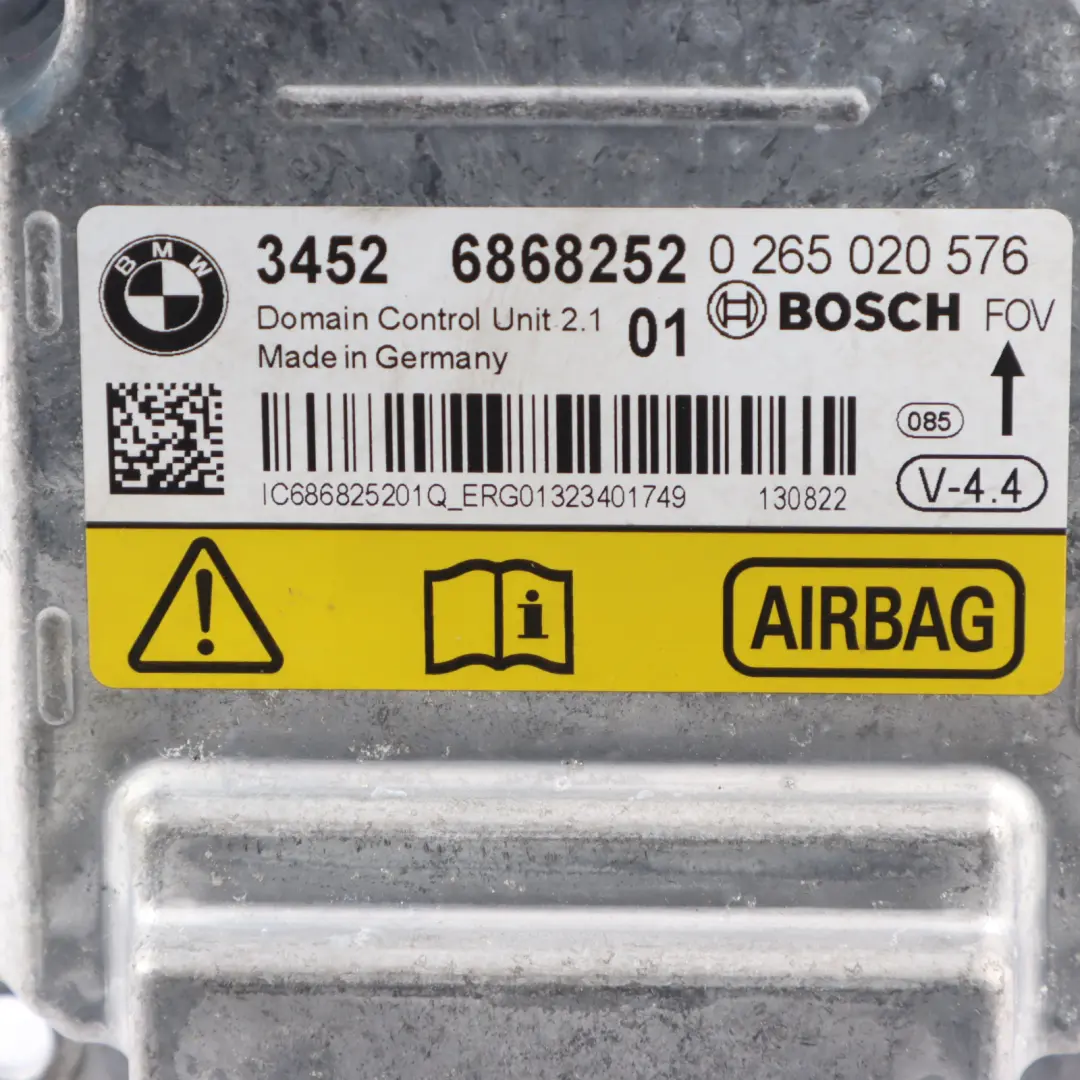 BMW
3452 6868252
0 265 020 576
Domain Control Unit 2.1
01
BOSCH
FOV
Made in Germany
085
IC686825201Q_ERG01323401749
130822
V-4.4
AIRBAG